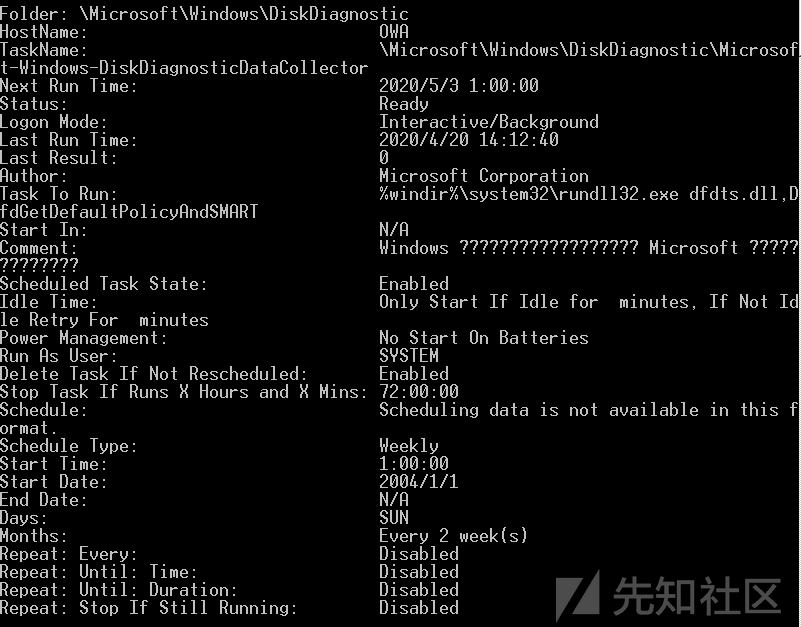 Folder: \Microsoft\Windows\DiskDiagnostic
HostName:                             OWA
TaskName:                             \Microsoft\Windows\DiskDiagnostic\Microsof
t-Windows-DiskDiagnosticDataCollector
Next Run Time:                        2020/5/3 1:00:00
Status:                               Ready
Logon Mode:                           Interactive/Background
Last Run Time:                        2020/4/20 14:12:40
Last Result:                          0
Author:                               Microsoft Corporation
Task To Run:                          %windir%\system32\rundll32.exe dfdts.dll,D
fdGetDefaultPolicyAndSMART
Start In:                             N/A
Comment:                              Windows ?????????????????? Microsoft ?????
????????
Scheduled Task State:                 Enabled
Idle Time:                            Only Start If Idle for  minutes, If Not Id
le Retry For  minutes
Power Management:                     No Start On Batteries
Run As User:                          SYSTEM
Delete Task If Not Rescheduled:       Enabled
Stop Task If Runs X Hours and X Mins: 72:00:00
Schedule:                             Scheduling data is not available in this f
ormat.
Schedule Type:                        Weekly
Start Time:                           1:00:00
Start Date:                           2004/1/1
End Date:                             N/A
Days:                                 SUN
Months:                               Every 2 week(s)
Repeat: Every:                        Disabled
Repeat: Until: Time:                  Disabled
Repeat: Until: Duration:              Disabled
Repeat: Stop If Still Running:        Disabled
先知社区